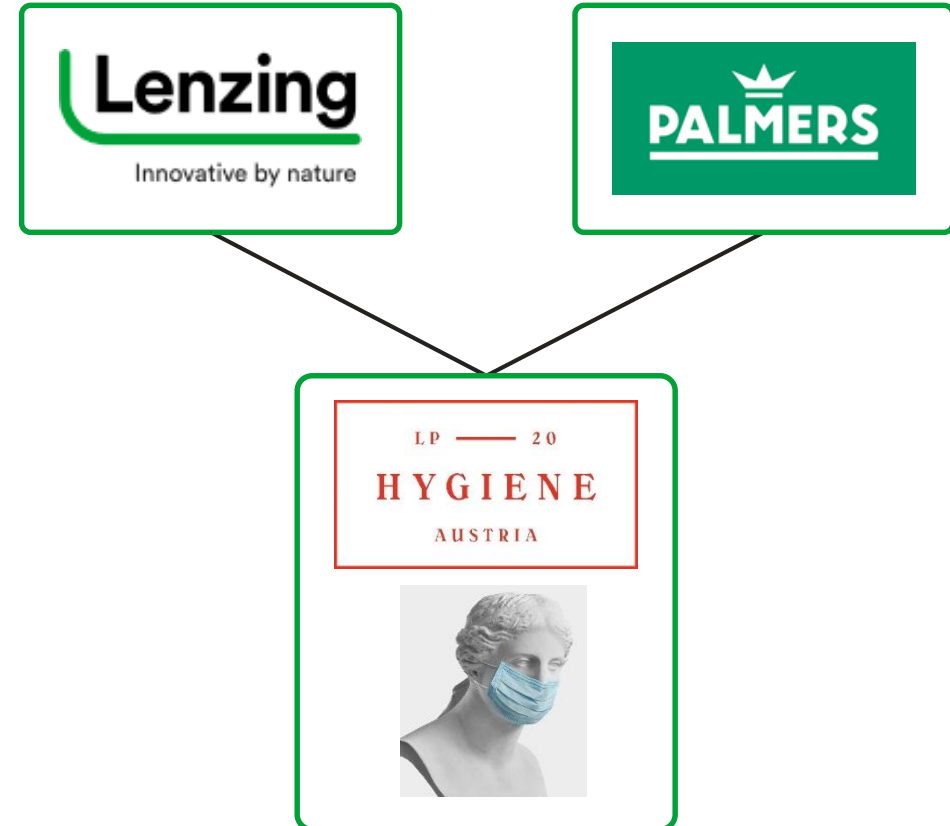 Lenzing
Innovative by nature
PALMERS
LP — 20
HYGIENE
AUSTRIA